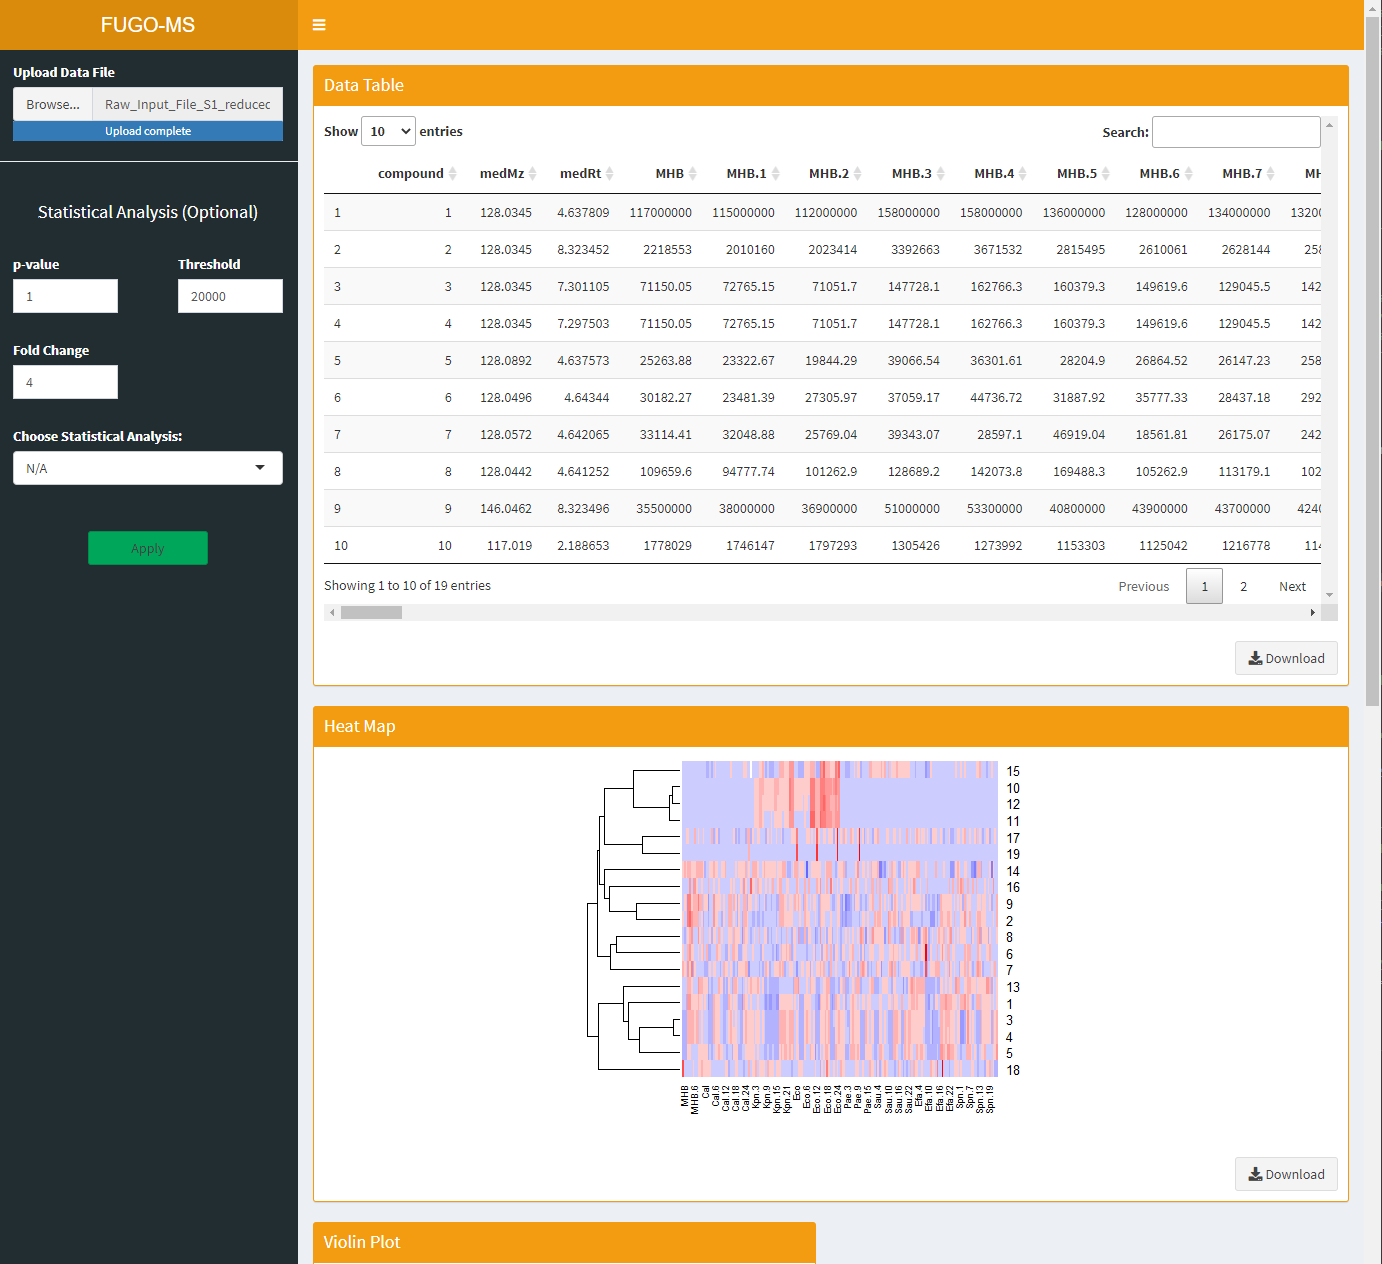 FUGO-MS
Upload Data File
Browse... Raw_Input_File_S1_reduced
Upload complete
Statistical Analysis (Optional)
p-value Threshold
1 20000
Fold Change
4
Choose Statistical Analysis:
N/A
Apply
Data Table
Show 10 entries Search:
compound medMz medRt MHB MHB.1 MHB.2 MHB.3 MHB.4 MHB.5 MHB.6 MHB.7 MH
1 1 128.0345 4.637809 117000000 115000000 112000000 158000000 158000000 136000000 128000000 134000000 13200
2 2 128.0345 8.323452 2218553 2010160 2023414 3392663 3671532 2815495 2610061 2628144 258
3 3 128.0345 7.301105 71150.05 72765.15 71051.7 147728.1 162766.3 160379.3 149619.6 129045.5 142
4 4 128.0345 7.297503 71150.05 72765.15 71051.7 147728.1 162766.3 160379.3 149619.6 129045.5 142
5 5 128.0892 4.637573 25263.88 23322.67 19844.29 39066.54 36301.61 28204.9 26864.52 26147.23 258
6 6 128.0496 4.64344 30182.27 23481.39 27305.97 37059.17 44736.72 31887.92 35777.33 28437.18 292
7 7 128.0572 4.642065 33114.41 32048.88 25769.04 39343.07 28597.1 46919.04 18561.81 26175.07 242
8 8 128.0442 4.641252 109659.6 94777.74 101262.9 128689.2 142073.8 169488.3 105262.9 113179.1 102
9 9 146.0462 8.323496 35500000 38000000 36900000 51000000 53300000 40800000 43900000 43700000 4240
10 10 117.019 2.188653 1778029 1746147 1797293 1305426 1273992 1153303 1125042 1216778 114
Showing 1 to 10 of 19 entries Previous 1 2 Next
Download
Heat Map
15
10
12
11
17
19
14
16
9
2
8
6
7
13
1
3
4
5
18
MHB MHB.6 Cal Cal.6 Cal.12 Cal.18 Cal.24 Kpn.3 Kpn.9 Kpn.15 Kpn.21 Eco Eco.6 Eco.12 Eco.18 Eco.24 Pae.3 Pae.9 Pae.15 Sau.4 Sau.10 Sau.16 Sau.22 Efa.4 Efa.10 Efa.16 Efa.22 Spn.1 Spn.7 Spn.13 Spn.19
Download
Violin Plot